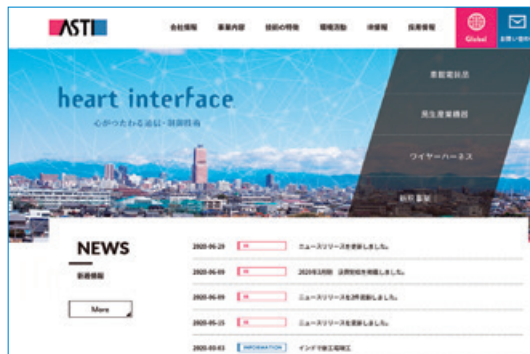 ASTI
会社情報 事業内容 技術の特徴 環境活動 IR情報 採用情報
Global
お問い合わせ
heart interface
心がつたわる通信・制御技術
車載電装品
民生産業機器
ワイヤーハーネス
NEWS
新着情報
More
2020-06-29 IR ニュースリリースを更新しました。
2020-06-09 IR 2020年3月期 決算短信を掲載しました。
2020-06-09 IR ニュースリリースを2件更新しました。
2020-05-15 IR ニュースリリースを更新しました。
2020-03-03 INFORMATION インド新工場竣工